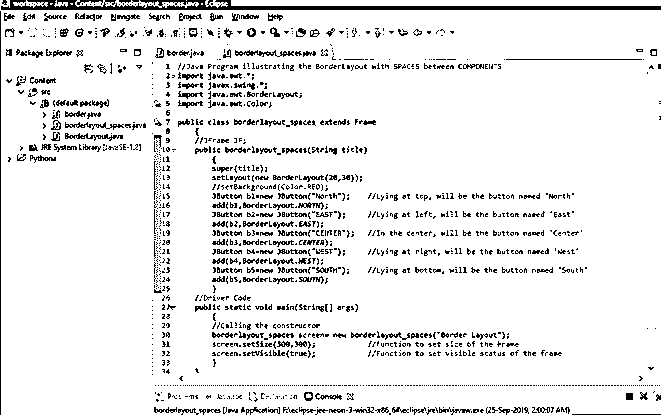 workspace - Java - Content/src/borderlayout_spaces.java - Eclipse
File Edit Source Refactor Navigate Search Project Run Window Help
Package Explorer
border.java
borderlayout_spaces.java
Content
src
(default package)
border.java
borderlayout_spaces.java
BorderLayout.java
JRE System Library [JavaSE-1.8]
Pythona
1 //Java Program illustrating the BorderLayout with SPACES between COMPONENTS
2 import java.awt.*;
3 import javax.swing.*;
4 import java.awt.BorderLayout;
5 import java.awt.Color;
6
7 public class borderlayout_spaces extends Frame
8 {
9 //JFrame JF;
10 public borderlayout_spaces(String title)
11 {
12 super(title);
13 setLayout(new BorderLayout(20,30));
14 //setBackground(Color.RED);
15 JButton b1=new JButton("North"); //Lying at top, will be the button named 'North'
16 add(b1,BorderLayout.NORTH);
17 JButton b2=new JButton("EAST"); //Lying at left, will be the button named 'East'
18 add(b2,BorderLayout.EAST);
19 JButton b3=new JButton("CENTER"); //In the center, will be the button named 'Center'
20 add(b3,BorderLayout.CENTER);
21 JButton b4=new JButton("WEST"); //Lying at right, will be the button named 'West'
22 add(b4,BorderLayout.WEST);
23 JButton b5=new JButton("SOUTH"); //Lying at bottom, will be the button named 'South'
24 add(b5,BorderLayout.SOUTH);
25 }
26 //Driver Code
27 public static void main(String[] args)
28 {
29 //Calling the constructor
30 borderlayout_spaces screen= new borderlayout_spaces("Border Layout");
31 screen.setSize(300,300); //Function to set size of the Frame
32 screen.setVisible(true); //Function to set visible status of the frame
33 }
34 }
Problems Javadoc Declaration Console
borderlayout_spaces [Java Application] F:\eclipse-jee-neon-3-win32-x86_64\eclipse\jre\bin\javaw.exe (25-Sep-2019, 2:00:07 AM)